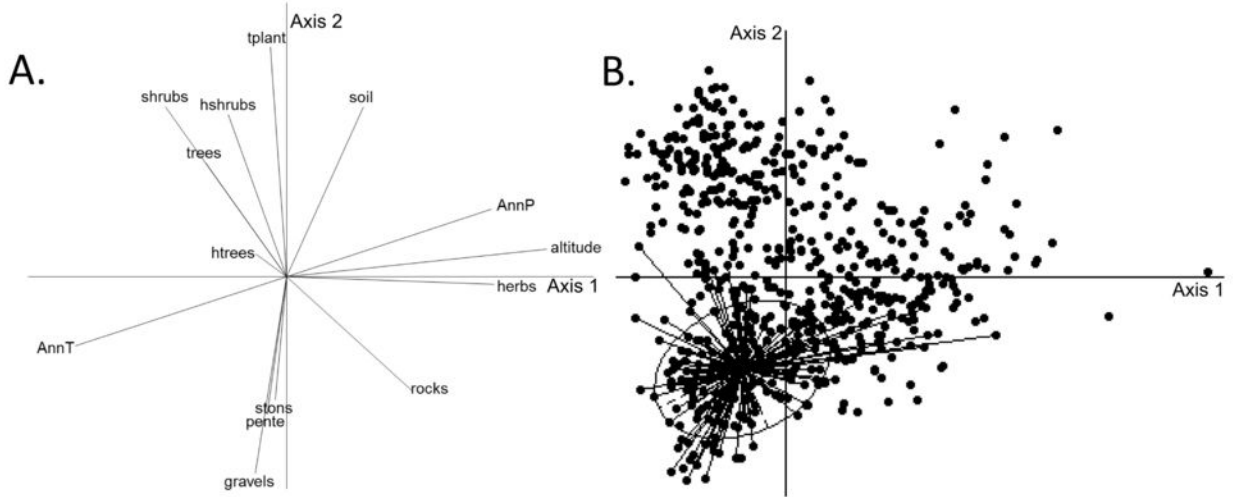 A.
Axis 2
tplant
shrubs
hshrubs
soil
trees
AnnP
htrees
altitude
herbs
Axis 1
AnnT
rocks
stons
pente
gravels
B.
Axis 2
Axis 1